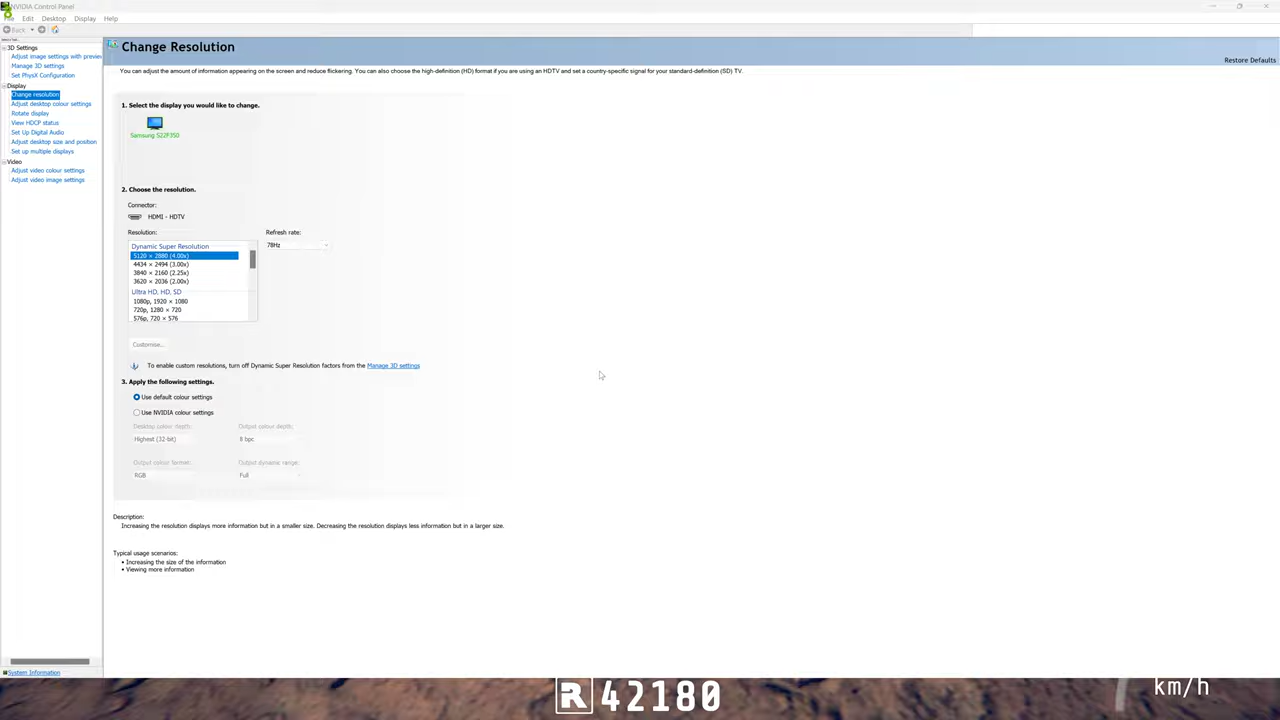 NVIDIA Control Panel
File Edit Desktop Display Help
Back
3D Settings
Adjust image settings with preview
Manage 3D settings
Set PhysX Configuration
Display
Change resolution
Adjust desktop colour settings
Rotate display
View HDCP status
Set Up Digital Audio
Adjust desktop size and position
Set up multiple displays
Video
Adjust video colour settings
Adjust video image settings
System Information
Change Resolution
Restore Defaults
You can adjust the amount of information appearing on the screen and reduce flickering. You can also choose the high-definition (HD) format if you are using an HDTV and set a country-specific signal for your standard-definition (SD) TV.
1. Select the display you would like to change.
Samsung S22F350
2. Choose the resolution.
Connector:
HDMI - HDTV
Resolution:
Refresh rate:
78Hz
Dynamic Super Resolution
5120 × 2880 (4.00x)
4434 × 2494 (3.00x)
3840 × 2160 (2.25x)
3620 × 2036 (2.00x)
Ultra HD, HD, SD
1080p, 1920 × 1080
720p, 1280 × 720
576p, 720 × 576
Customise...
To enable custom resolutions, turn off Dynamic Super Resolution factors from the Manage 3D settings
3. Apply the following settings.
Use default colour settings
Use NVIDIA colour settings
Desktop colour depth: Output colour depth:
Highest (32-bit) 8 bpc
Output colour format: Output dynamic range:
RGB Full
Description:
Increasing the resolution displays more information but in a smaller size. Decreasing the resolution displays less information but in a larger size.
Typical usage scenarios:
• Increasing the size of the information
• Viewing more information
R 42180
km/h